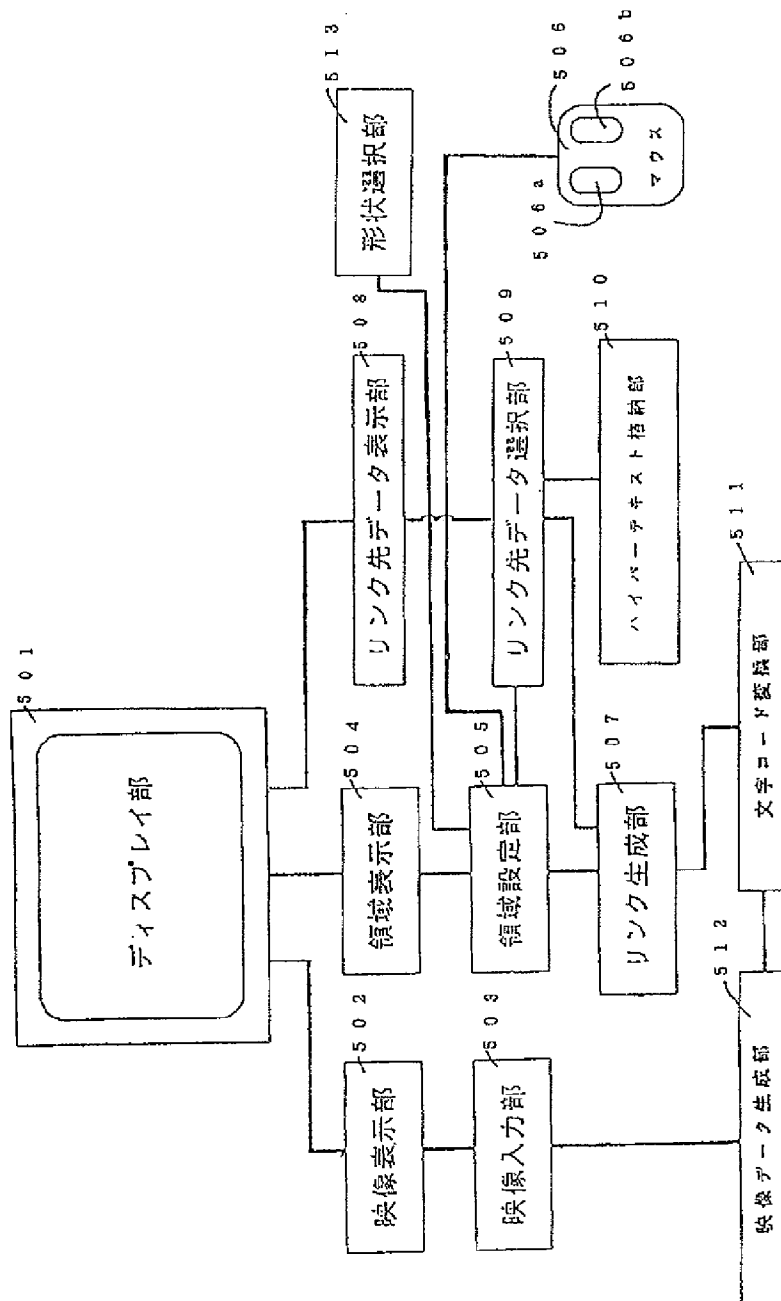 501
ディスプレイ部
502
映像表示部
504
領域表示部
508
リンク先データ表示部
513
形状選択部
503
映像入力部
505
領域設定部
509
リンク先データ選択部
506a
506
506b
マウス
507
リンク生成部
510
ハイパーテキスト格納部
512
映像データ生成部
511
文字コード変換部